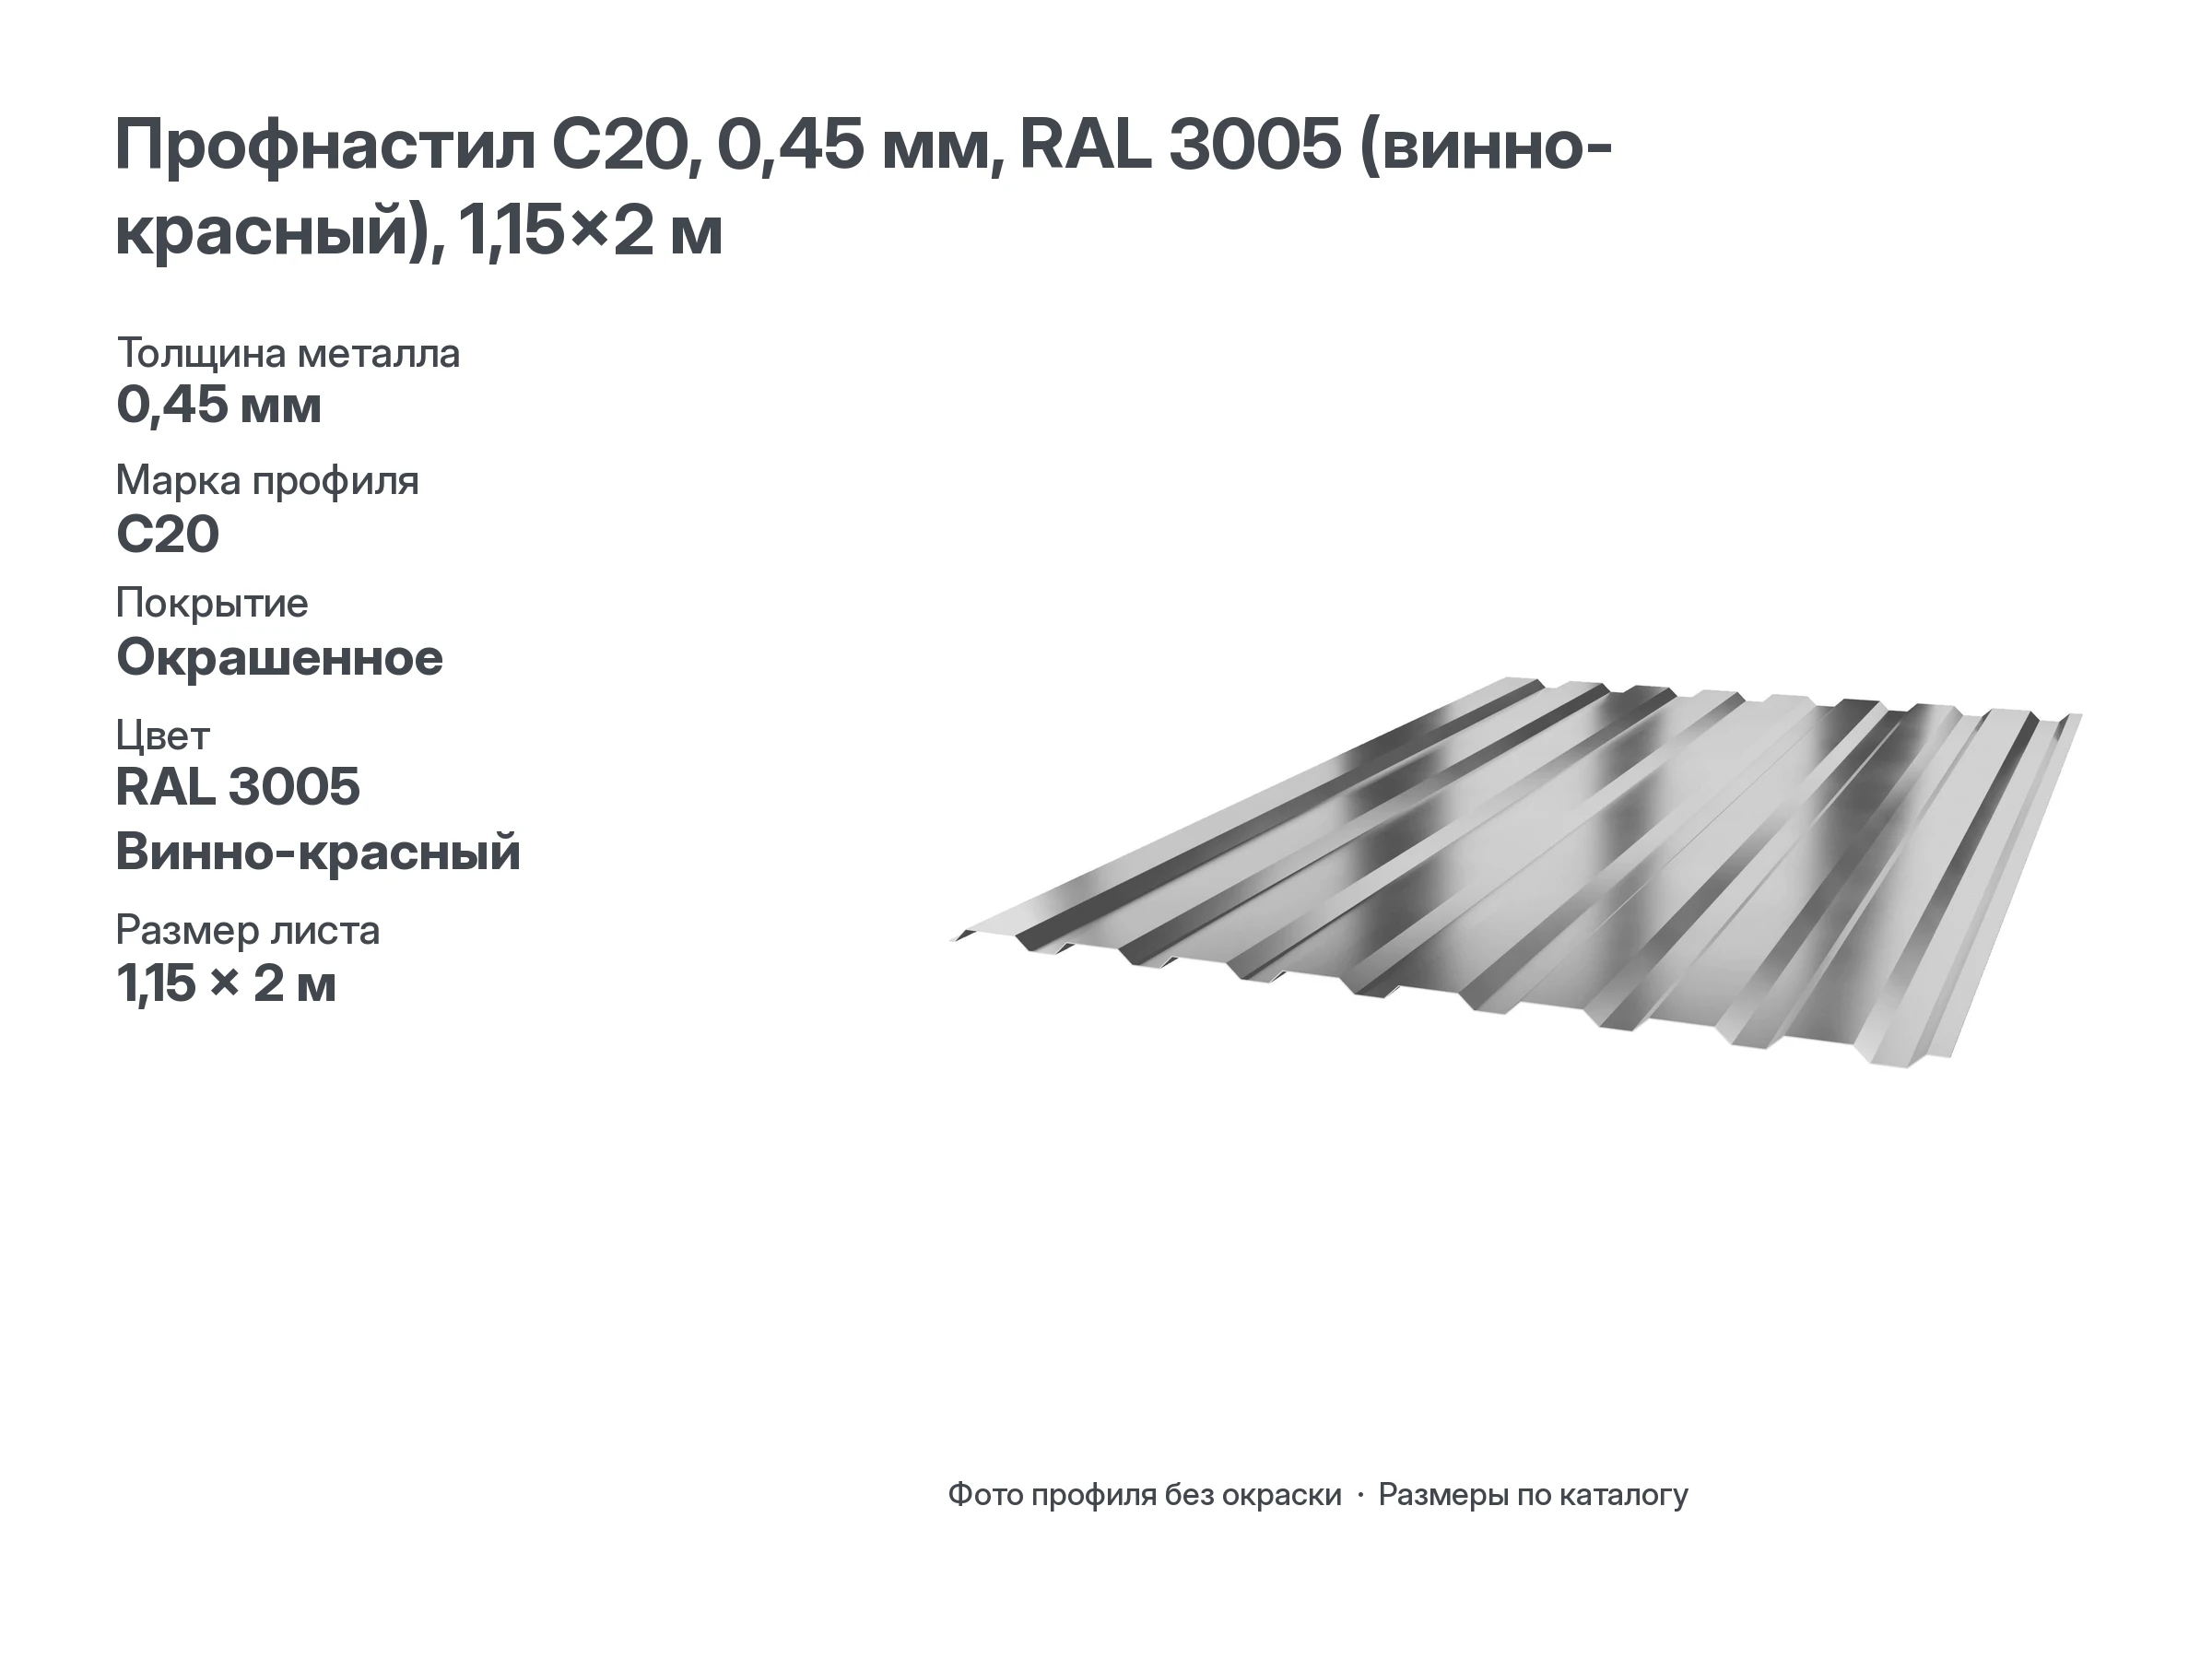 Профнастил С20, 0,45 мм, RAL 3005 (винно-
красный), 1,15×2 м
Толщина металла
0,45 мм
Марка профиля
С20
Покрытие
Окрашенное
Цвет
RAL 3005
Винно-красный
Размер листа
1,15 × 2 м
Фото профиля без окраски · Размеры по каталогу